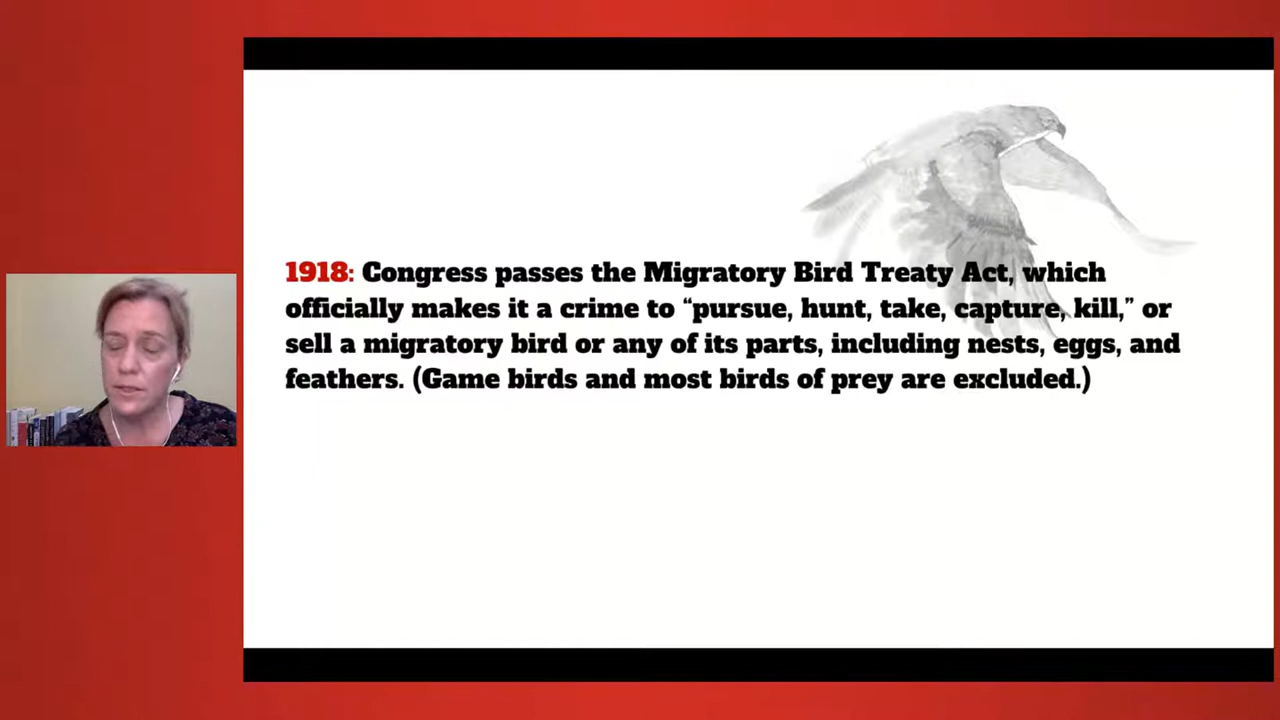 1918: Congress passes the Migratory Bird Treaty Act, which
officially makes it a crime to “pursue, hunt, take, capture, kill,” or
sell a migratory bird or any of its parts, including nests, eggs, and
feathers. (Game birds and most birds of prey are excluded.)